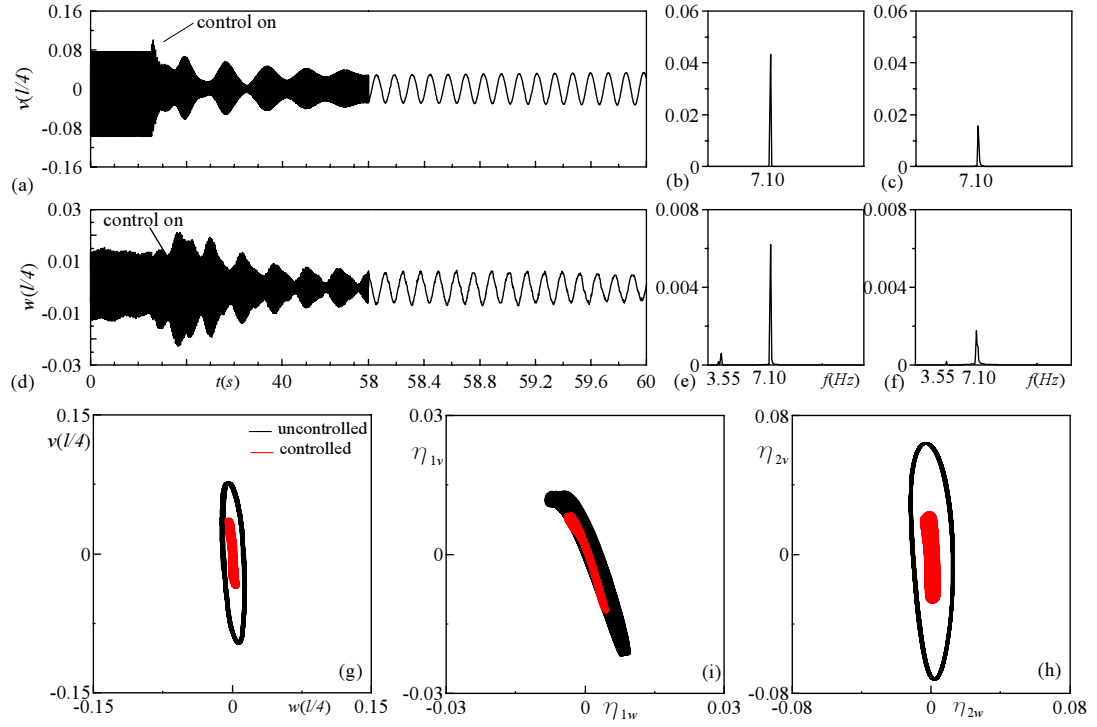 0.16
0.08
0
-0.08
-0.16
v(l/4)
control on
(a)
0.06
0.04
0.02
0
7.10
(b)
0.06
0.04
0.02
0
7.10
(c)
0.03
0.01
-0.01
-0.03
w(l/4)
control on
(d)
0
t(s)
40
58
58.4
58.8
59.2
59.6
60
0.008
0.004
0
(e)
3.55
7.10
f(Hz)
0.008
0.004
0
(f)
3.55
7.10
f(Hz)
0.15
v(l/4)
0
-0.15
-0.15
0
w(l/4)
0.15
uncontrolled
controlled
(g)
0.03
η1v
0
-0.03
-0.03
0
η1w
0.03
(i)
0.08
η2v
0
-0.08
-0.08
0
η2w
0.08
(h)